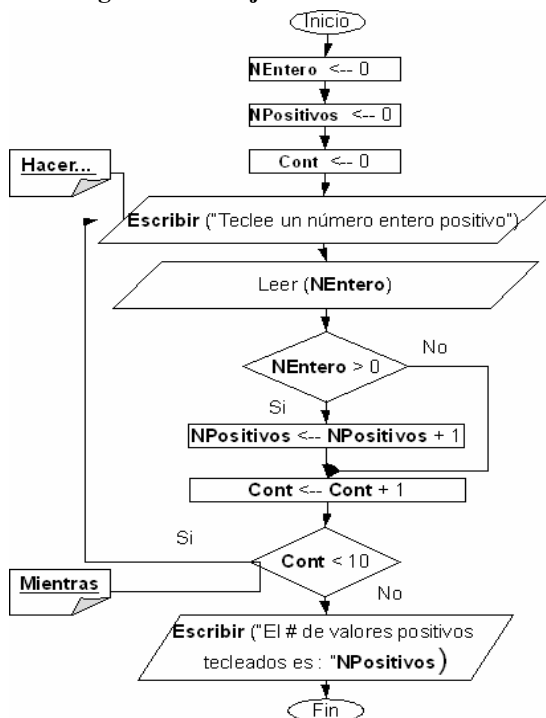 Inicio
NEntero <-- 0
NPositivos <-- 0
Cont <-- 0
Hacer...
Escribir ("Teclee un número entero positivo")
Leer (NEntero)
NEntero > 0
No
Si
NPositivos <-- NPositivos + 1
Cont <-- Cont + 1
Si
Cont < 10
Mientras
No
Escribir ("El # de valores positivos
tecleados es : "NPositivos)
Fin